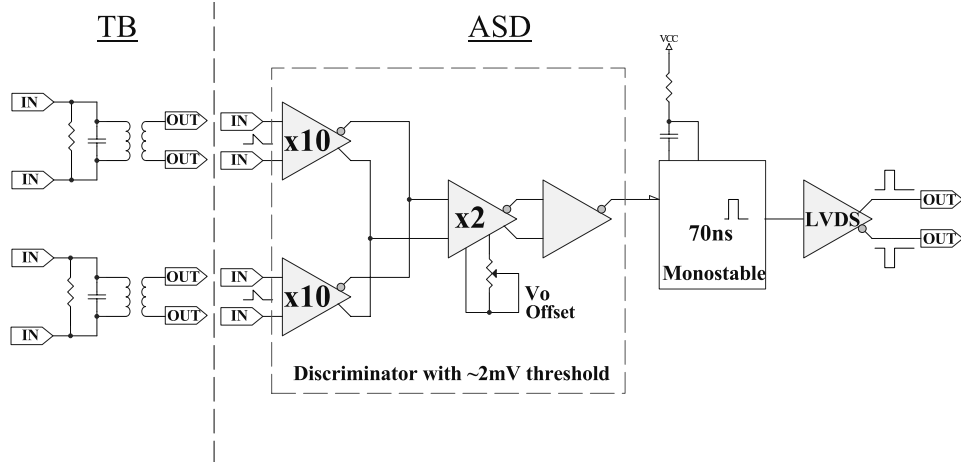 TB
ASD
VCC
IN
IN
OUT
OUT
IN
IN
x10
x2
70ns
Monostable
LVDS
OUT
OUT
IN
IN
OUT
OUT
IN
IN
x10
Vo
Offset
Discriminator with ~2mV threshold